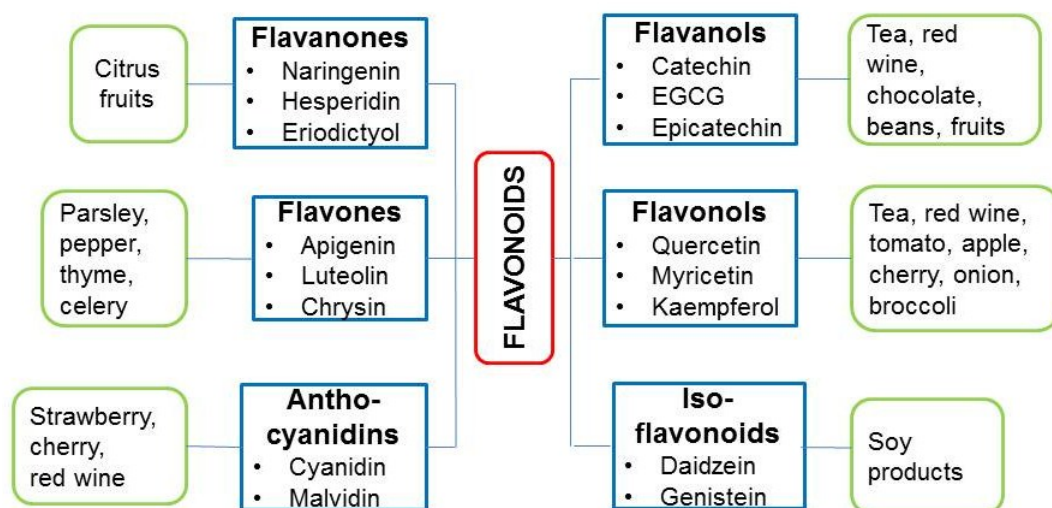 Citrus
fruits
Flavanones
• Naringenin
• Hesperidin
• Eriodictyol
Parsley,
pepper,
thyme,
celery
Flavones
• Apigenin
• Luteolin
• Chrysin
Strawberry,
cherry,
red wine
Antho-
cyanidins
• Cyanidin
• Malvidin
FLAVONOIDS
Flavanols
• Catechin
• EGCG
• Epicatechin
Tea, red
wine,
chocolate,
beans, fruits
Flavonols
• Quercetin
• Myricetin
• Kaempferol
Tea, red wine,
tomato, apple,
cherry, onion,
broccoli
Iso-
flavonoids
• Daidzein
• Genistein
Soy
products